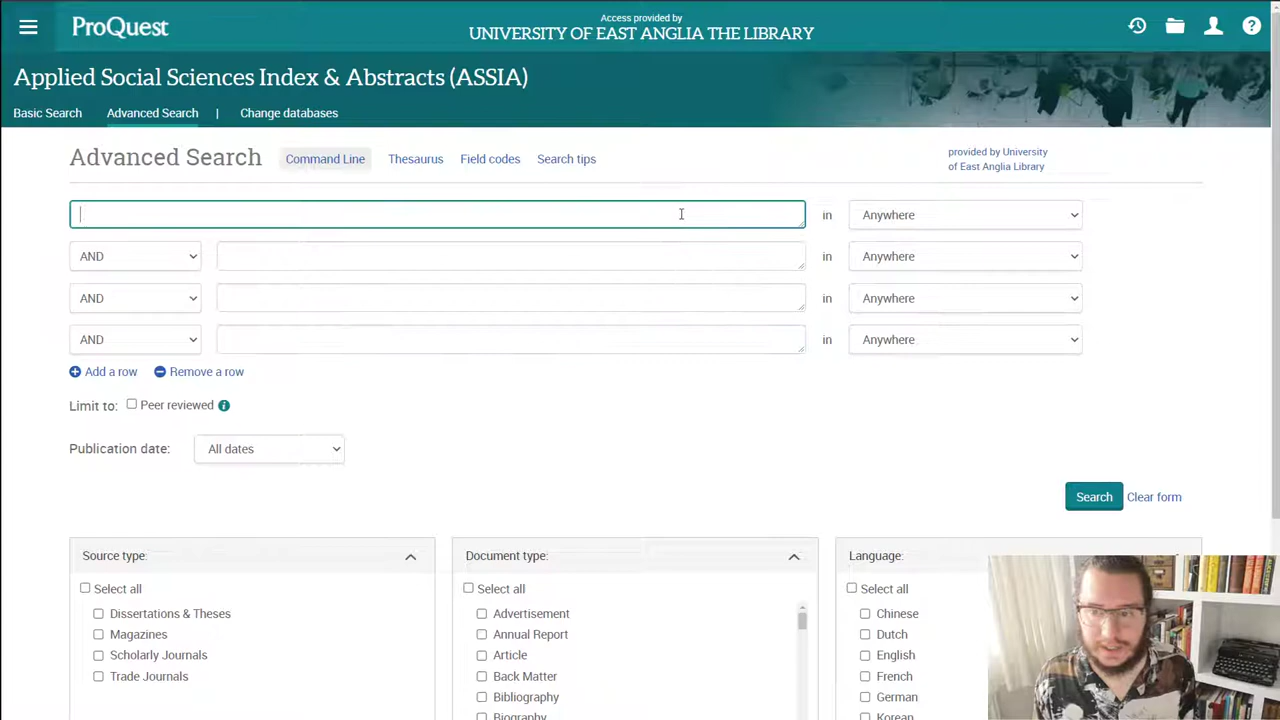 ProQuest
Access provided by
UNIVERSITY OF EAST ANGLIA THE LIBRARY
Applied Social Sciences Index & Abstracts (ASSIA)
Basic Search Advanced Search | Change databases
Advanced Search Command Line Thesaurus Field codes Search tips
provided by University
of East Anglia Library
in Anywhere
AND in Anywhere
AND in Anywhere
AND in Anywhere
Add a row Remove a row
Limit to: Peer reviewed
Publication date: All dates
Search Clear form
Source type: Document type: Language:
Select all Select all Select all
Dissertations & Theses Advertisement Chinese
Magazines Annual Report Dutch
Scholarly Journals Article English
Trade Journals Back Matter French
Bibliography German
Biography Korean